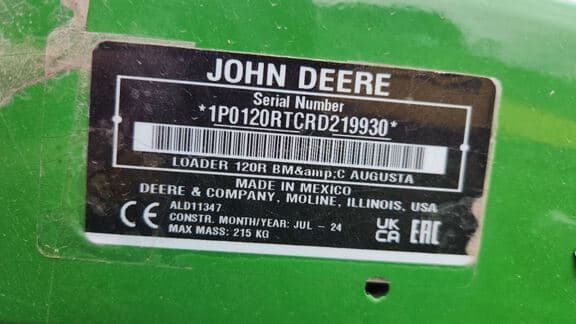 JOHN DEERE
Serial Number
*1P0120RTCRD219930*
LOADER 120R BM&amp;C AUGUSTA
MADE IN MEXICO
DEERE & COMPANY, MOLINE, ILLINOIS, USA
ALD11347
CONSTR. MONTH/YEAR: JUL - 24
MAX MASS: 215 KG
CE
UK
CA
EAC